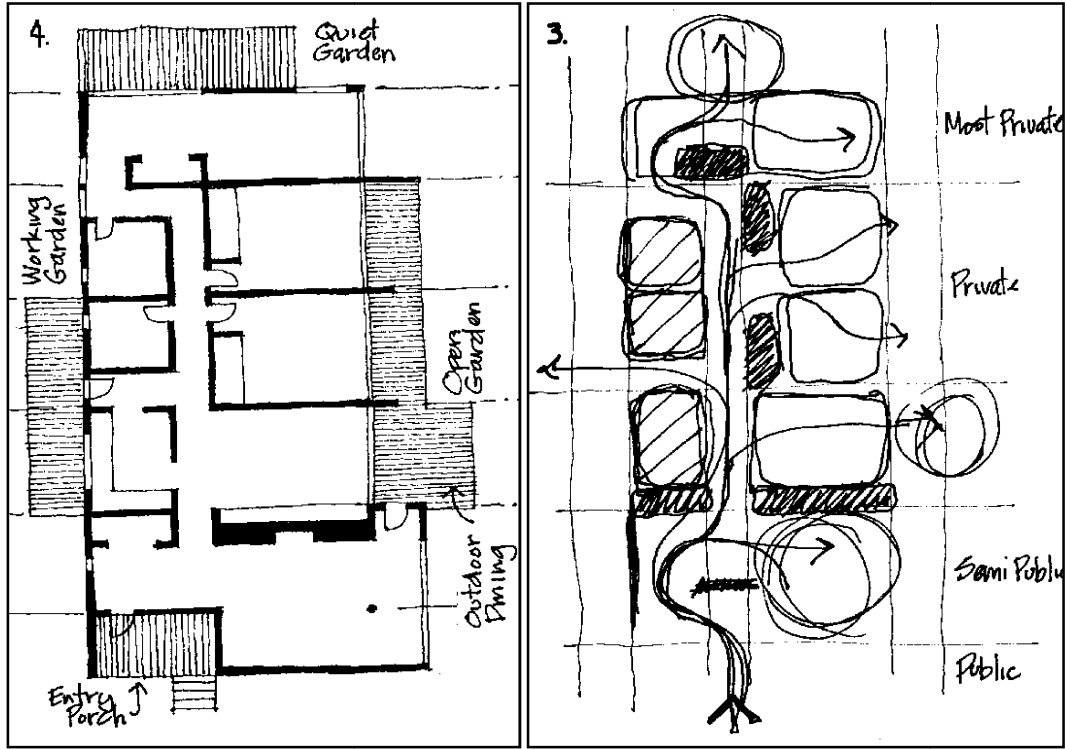 4.
Quiet
Garden
Working
Garden
Open
Garden
Outdoor
Dining
Entry
Porch
3.
Most Private
Private
Semi Public
Public